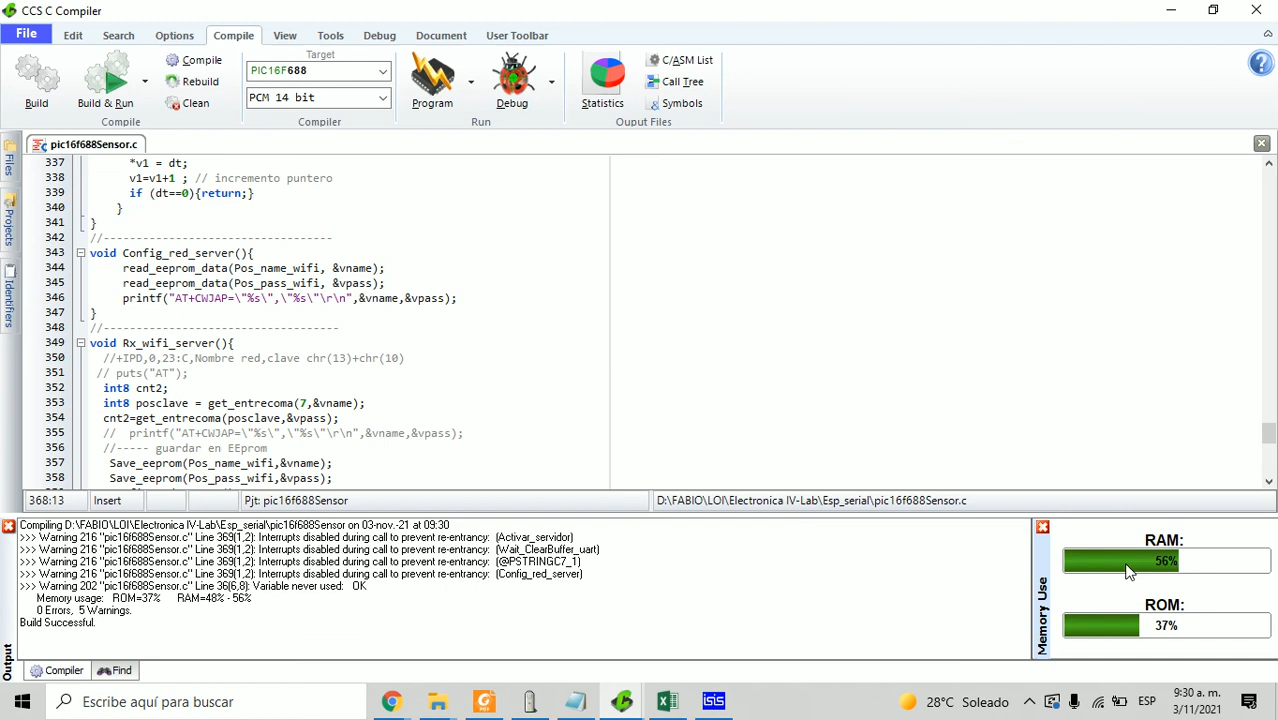 CCS C Compiler
File Edit Search Options Compile View Tools Debug Document User Toolbar
Target
Compile
PIC16F688
C/ASM List
Rebuild
Call Tree
PCM 14 bit
Build
Build & Run
Clean
Program
Debug
Statistics
Symbols
Compile
Compiler
Run
Ouput Files
Files
Projects
Identifiers
pic16f688Sensor.c
337 *v1 = dt;
338 v1=v1+1 ; // incremento puntero
339 if (dt==0){return;}
340 }
341 }
342 //----------------------------------
343 void Config_red_server(){
344 read_eeprom_data(Pos_name_wifi, &vname);
345 read_eeprom_data(Pos_pass_wifi, &vpass);
346 printf("AT+CWJAP=\"%s\",\"%s\"\r\n",&vname,&vpass);
347 }
348 //-----------------------------------
349 void Rx_wifi_server(){
350 //+IPD,0,23:C,Nombre red,clave chr(13)+chr(10)
351 // puts("AT");
352 int8 cnt2;
353 int8 posclave = get_entrecoma(7,&vname);
354 cnt2=get_entrecoma(posclave,&vpass);
355 // printf("AT+CWJAP=\"%s\",\"%s\"\r\n",&vname,&vpass);
356 //----- guardar en EEprom
357 Save_eeprom(Pos_name_wifi,&vname);
358 Save_eeprom(Pos_pass_wifi,&vpass);
368:13 Insert Pjt: pic16f688Sensor D:\FABIO\LOI\Electronica IV-Lab\Esp_serial\pic16f688Sensor.c
Compiling D:\FABIO\LOI\Electronica IV-Lab\Esp_serial\pic16f688Sensor on 03-nov.-21 at 09:30
>>> Warning 216 "pic16f688Sensor.c" Line 369(1,2): Interrupts disabled during call to prevent re-entrancy: (Activar_servidor)
>>> Warning 216 "pic16f688Sensor.c" Line 369(1,2): Interrupts disabled during call to prevent re-entrancy: (Wait_ClearBuffer_uart)
>>> Warning 216 "pic16f688Sensor.c" Line 369(1,2): Interrupts disabled during call to prevent re-entrancy: (@PSTRINGC7_1)
>>> Warning 216 "pic16f688Sensor.c" Line 369(1,2): Interrupts disabled during call to prevent re-entrancy: (Config_red_server)
>>> Warning 202 "pic16f688Sensor.c" Line 36(6,8): Variable never used: OK
Memory usage: ROM=37% RAM=48% - 56%
0 Errors, 5 Warnings.
Build Successful.
Output
Memory Use
RAM:
56%
ROM:
37%
Compiler Find
Escribe aquí para buscar
isis
28°C Soleado
ESP
9:30 a. m.
3/11/2021